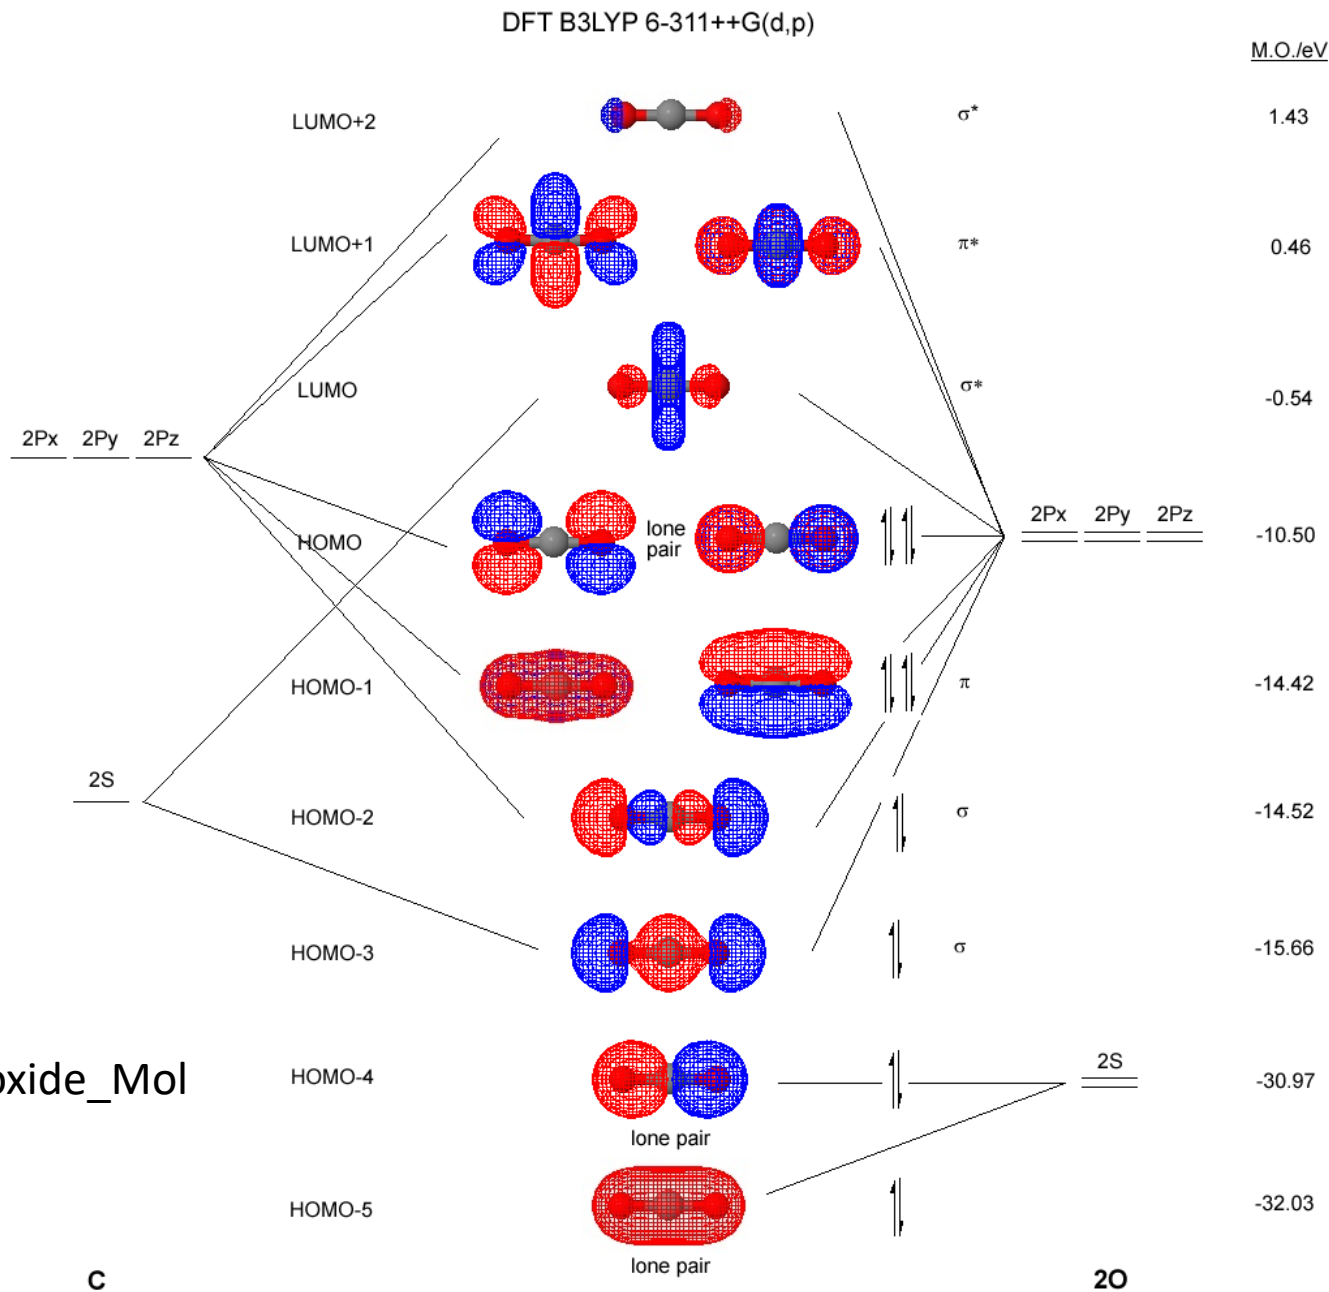 DFT B3LYP 6-311++G(d,p)
M.O./eV
LUMO+2 σ* 1.43
LUMO+1 π* 0.46
LUMO σ* -0.54
2Px 2Py 2Pz
HOMO lone pair 2Px 2Py 2Pz -10.50
HOMO-1 π -14.42
2S
HOMO-2 σ -14.52
HOMO-3 σ -15.66
oxide_Mol HOMO-4 2S -30.97
lone pair
HOMO-5 -32.03
lone pair
C 2O